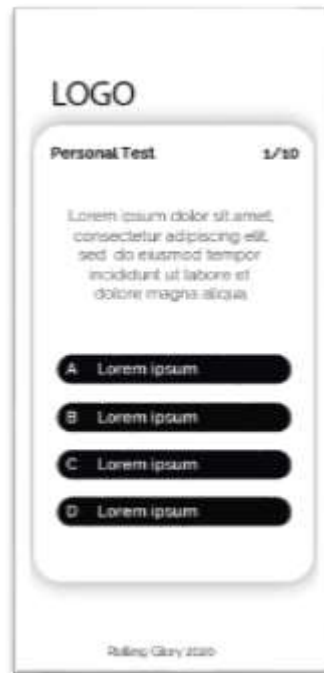 LOGO
Personal Test 1/10
Lorem ipsum dolor sit amet,
consectetur adipiscing elit,
sed do eiusmod tempor
incididunt ut labore et
dolore magna aliqua
A Lorem ipsum
B Lorem ipsum
C Lorem ipsum
D Lorem ipsum
Rolling Glory 2020